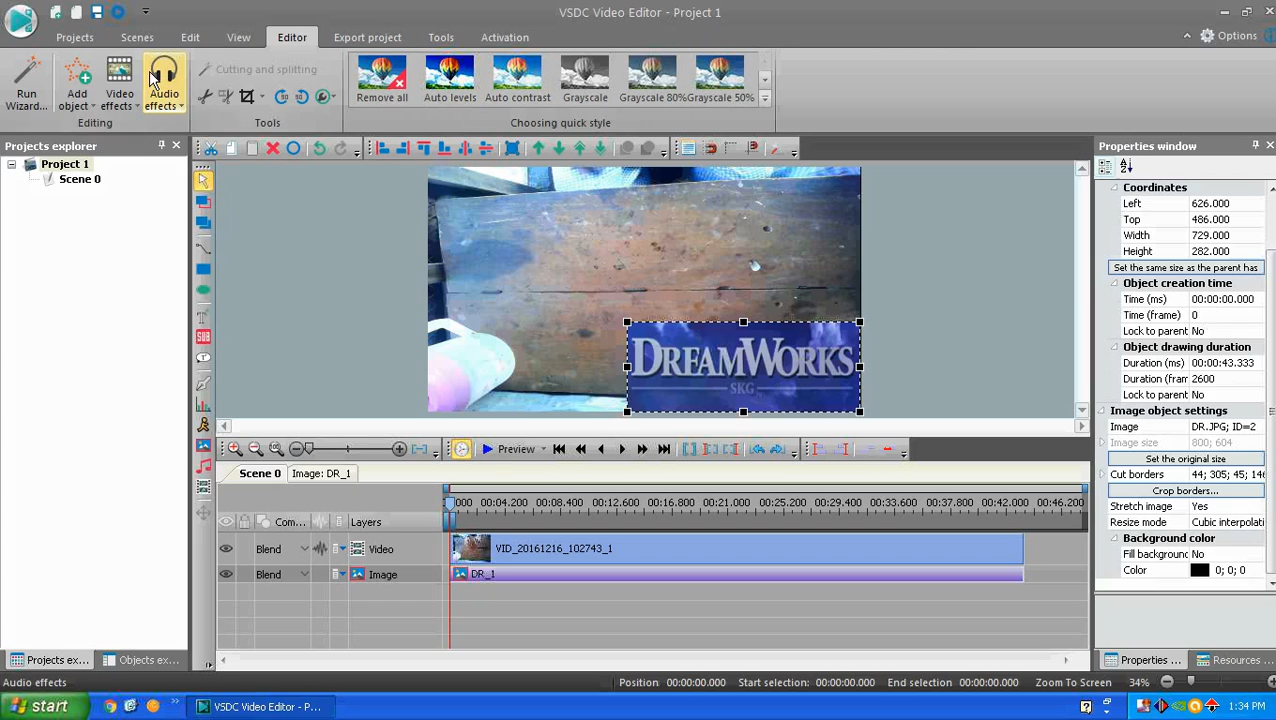 VSDC Video Editor - Project 1
Projects
Scenes
Edit
View
Editor
Export project
Tools
Activation
Options
Run Wizard...
Add object
Video effects
Audio effects
Editing
Cutting and splitting
Tools
Remove all
Auto levels
Auto contrast
Grayscale
Grayscale 80%
Grayscale 50%
Choosing quick style
Projects explorer
Project 1
Scene 0
DREAMWORKS
SKG
Properties window
Coordinates
Left 626.000
Top 486.000
Width 729.000
Height 282.000
Set the same size as the parent has
Object creation time
Time (ms) 00:00:00.000
Time (frame) 0
Lock to parent No
Object drawing duration
Duration (ms) 00:00:43.333
Duration (fram 2600
Lock to parent No
Image object settings
Image DR.JPG; ID=2
Image size 800; 604
Set the original size
Cut borders 44; 305; 45; 146
Crop borders...
Stretch image Yes
Resize mode Cubic interpolati
Background color
Fill background No
Color 0; 0; 0
Preview
Scene 0
Image: DR_1
000 00:04.200 00:08.400 00:12.600 00:16.800 00:21.000 00:25.200 00:29.400 00:33.600 00:37.800 00:42.000 00:46.200
Com... Layers
Blend Video VID_20161216_102743_1
Blend Image DR_1
Projects ex...
Objects ex...
Properties ...
Resources ...
Audio effects
Position: 00:00:00.000
Start selection: 00:00:00.000
End selection: 00:00:00.000
Zoom To Screen
34%
start
VSDC Video Editor - P...
1:34 PM